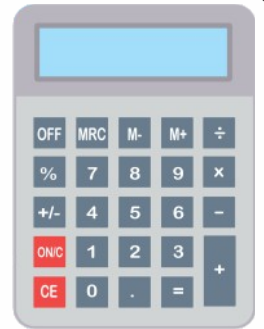 OFF MRC M- M+ ÷
% 7 8 9 ×
+/- 4 5 6 −
ON/C 1 2 3 +
CE 0 . =